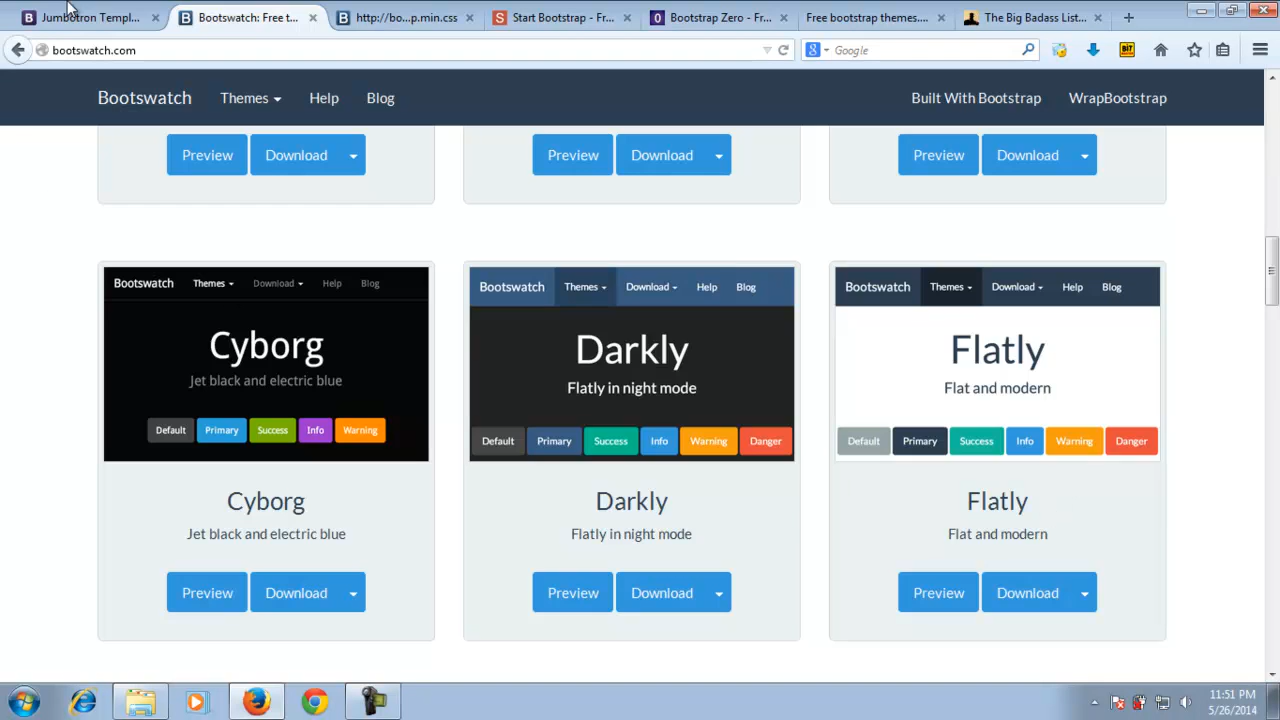 Jumbotron Templ...
Bootswatch: Free t...
http://bo...p.min.css
Start Bootstrap - Fr...
Bootstrap Zero - Fr...
Free bootstrap themes....
The Big Badass List...
bootswatch.com
Google
Bootswatch Themes Help Blog Built With Bootstrap WrapBootstrap
Preview Download
Preview Download
Preview Download
Bootswatch Themes Download Help Blog
Cyborg
Jet black and electric blue
Default Primary Success Info Warning
Cyborg
Jet black and electric blue
Preview Download
Bootswatch Themes Download Help Blog
Darkly
Flatly in night mode
Default Primary Success Info Warning Danger
Darkly
Flatly in night mode
Preview Download
Bootswatch Themes Download Help Blog
Flatly
Flat and modern
Default Primary Success Info Warning Danger
Flatly
Flat and modern
Preview Download
11:51 PM
5/26/2014